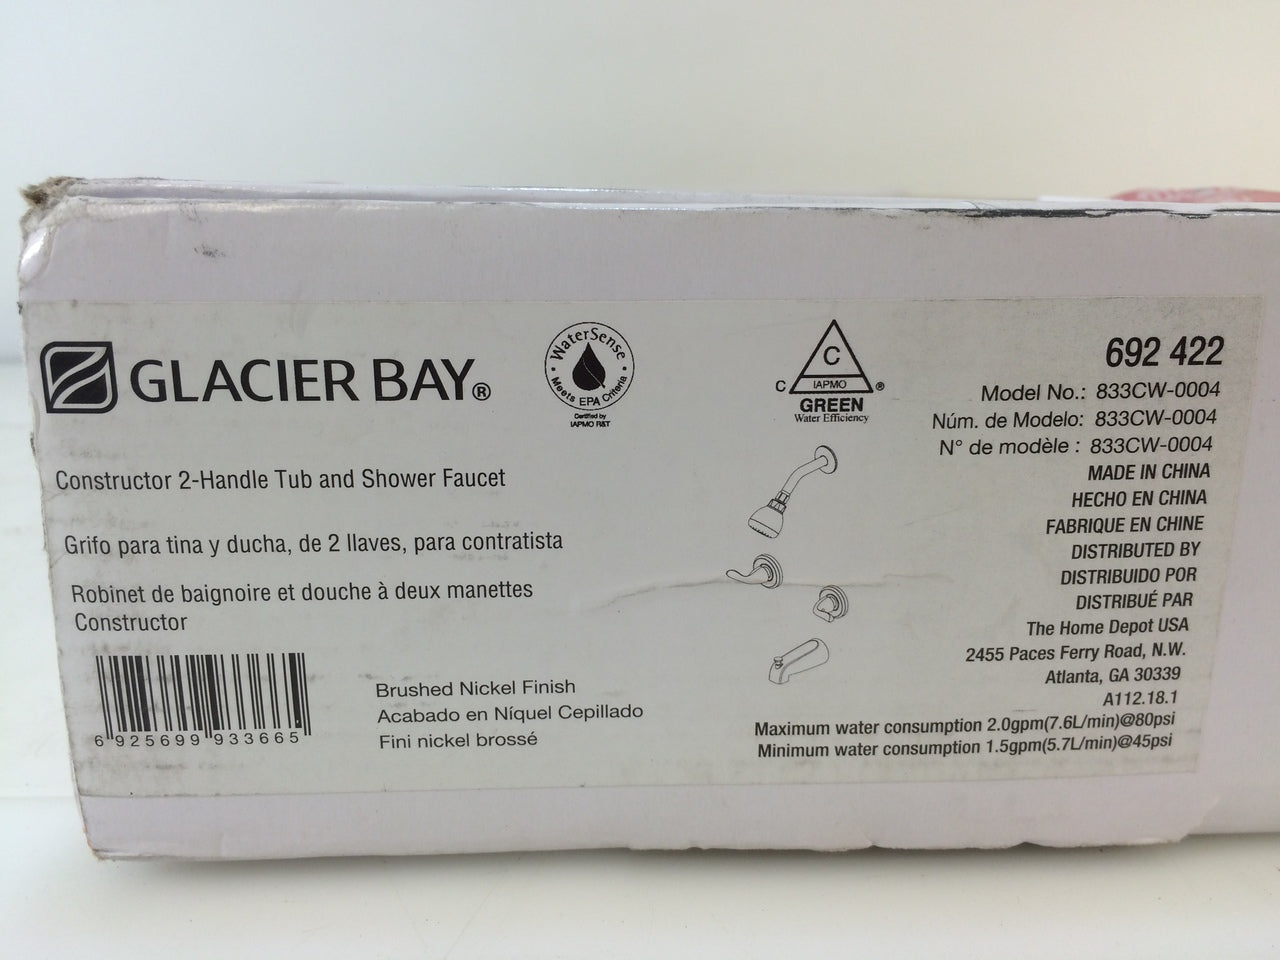 GLACIER BAY®
WaterSense
Meets EPA Criteria
Certified by
IAPMO R&T
C
C IAPMO ®
GREEN
Water Efficiency
692 422
Model No.: 833CW-0004
Núm. de Modelo: 833CW-0004
N° de modèle : 833CW-0004
MADE IN CHINA
HECHO EN CHINA
FABRIQUE EN CHINE
DISTRIBUTED BY
DISTRIBUIDO POR
DISTRIBUÉ PAR
The Home Depot USA
2455 Paces Ferry Road, N.W.
Atlanta, GA 30339
A112.18.1
Maximum water consumption 2.0gpm(7.6L/min)@80psi
Minimum water consumption 1.5gpm(5.7L/min)@45psi
Constructor 2-Handle Tub and Shower Faucet
Grifo para tina y ducha, de 2 llaves, para contratista
Robinet de baignoire et douche à deux manettes
Constructor
6 925699 933665
Brushed Nickel Finish
Acabado en Níquel Cepillado
Fini nickel brossé